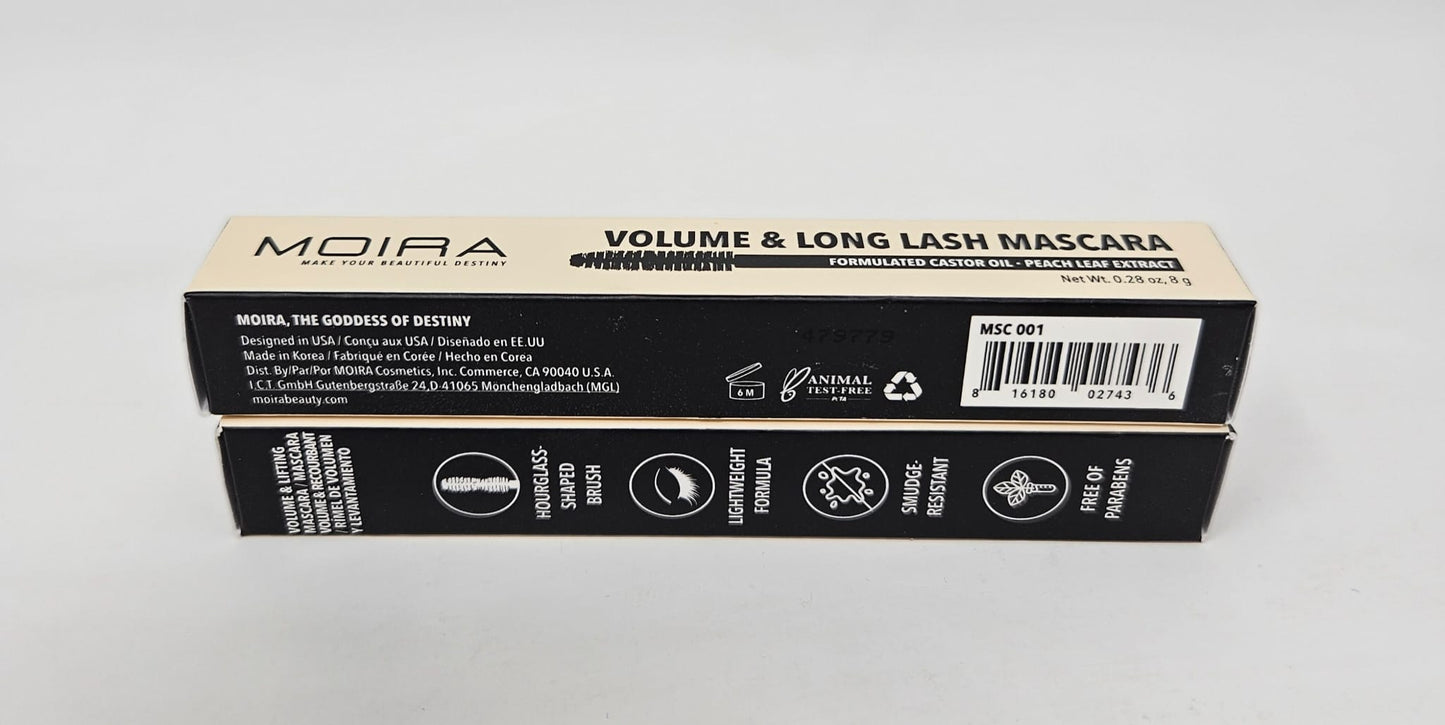 MOIRA
MAKE YOUR BEAUTIFUL DESTINY
VOLUME & LONG LASH MASCARA
FORMULATED CASTOR OIL - PEACH LEAF EXTRACT
Net Wt. 0.28 oz, 8 g
MOIRA, THE GODDESS OF DESTINY
Designed in USA / Conçu aux USA / Diseñado en EE.UU
Made in Korea / Fabriqué en Corée / Hecho en Corea
Dist. By/Par/Por MOIRA Cosmetics, Inc. Commerce, CA 90040 U.S.A.
I.C.T. GmbH Gutenbergstraße 24, D-41065 Mönchengladbach (MGL)
moirabeauty.com
479779
6 M
ANIMAL
TEST-FREE
PETA
MSC 001
8 16180 02743 6
VOLUME & LIFTING
MASCARA / MASCARA
VOLUME & RECOURBANT
/ RIMEL DE VOLUMEN
Y LEVANTAMIENTO
HOURGLASS-
SHAPED
BRUSH
LIGHTWEIGHT
FORMULA
SMUDGE-
RESISTANT
FREE OF
PARABENS